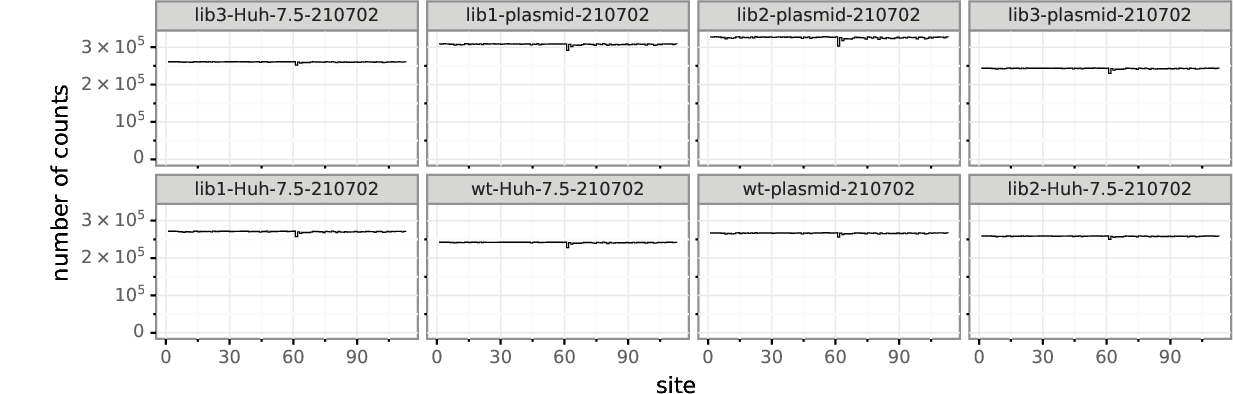 lib3-Huh-7.5-210702 lib1-plasmid-210702 lib2-plasmid-210702 lib3-plasmid-210702
3 × 10⁵
2 × 10⁵
10⁵
0
lib1-Huh-7.5-210702 wt-Huh-7.5-210702 wt-plasmid-210702 lib2-Huh-7.5-210702
3 × 10⁵
2 × 10⁵
10⁵
0
number of counts
0 30 60 90 0 30 60 90 0 30 60 90 0 30 60 90
site